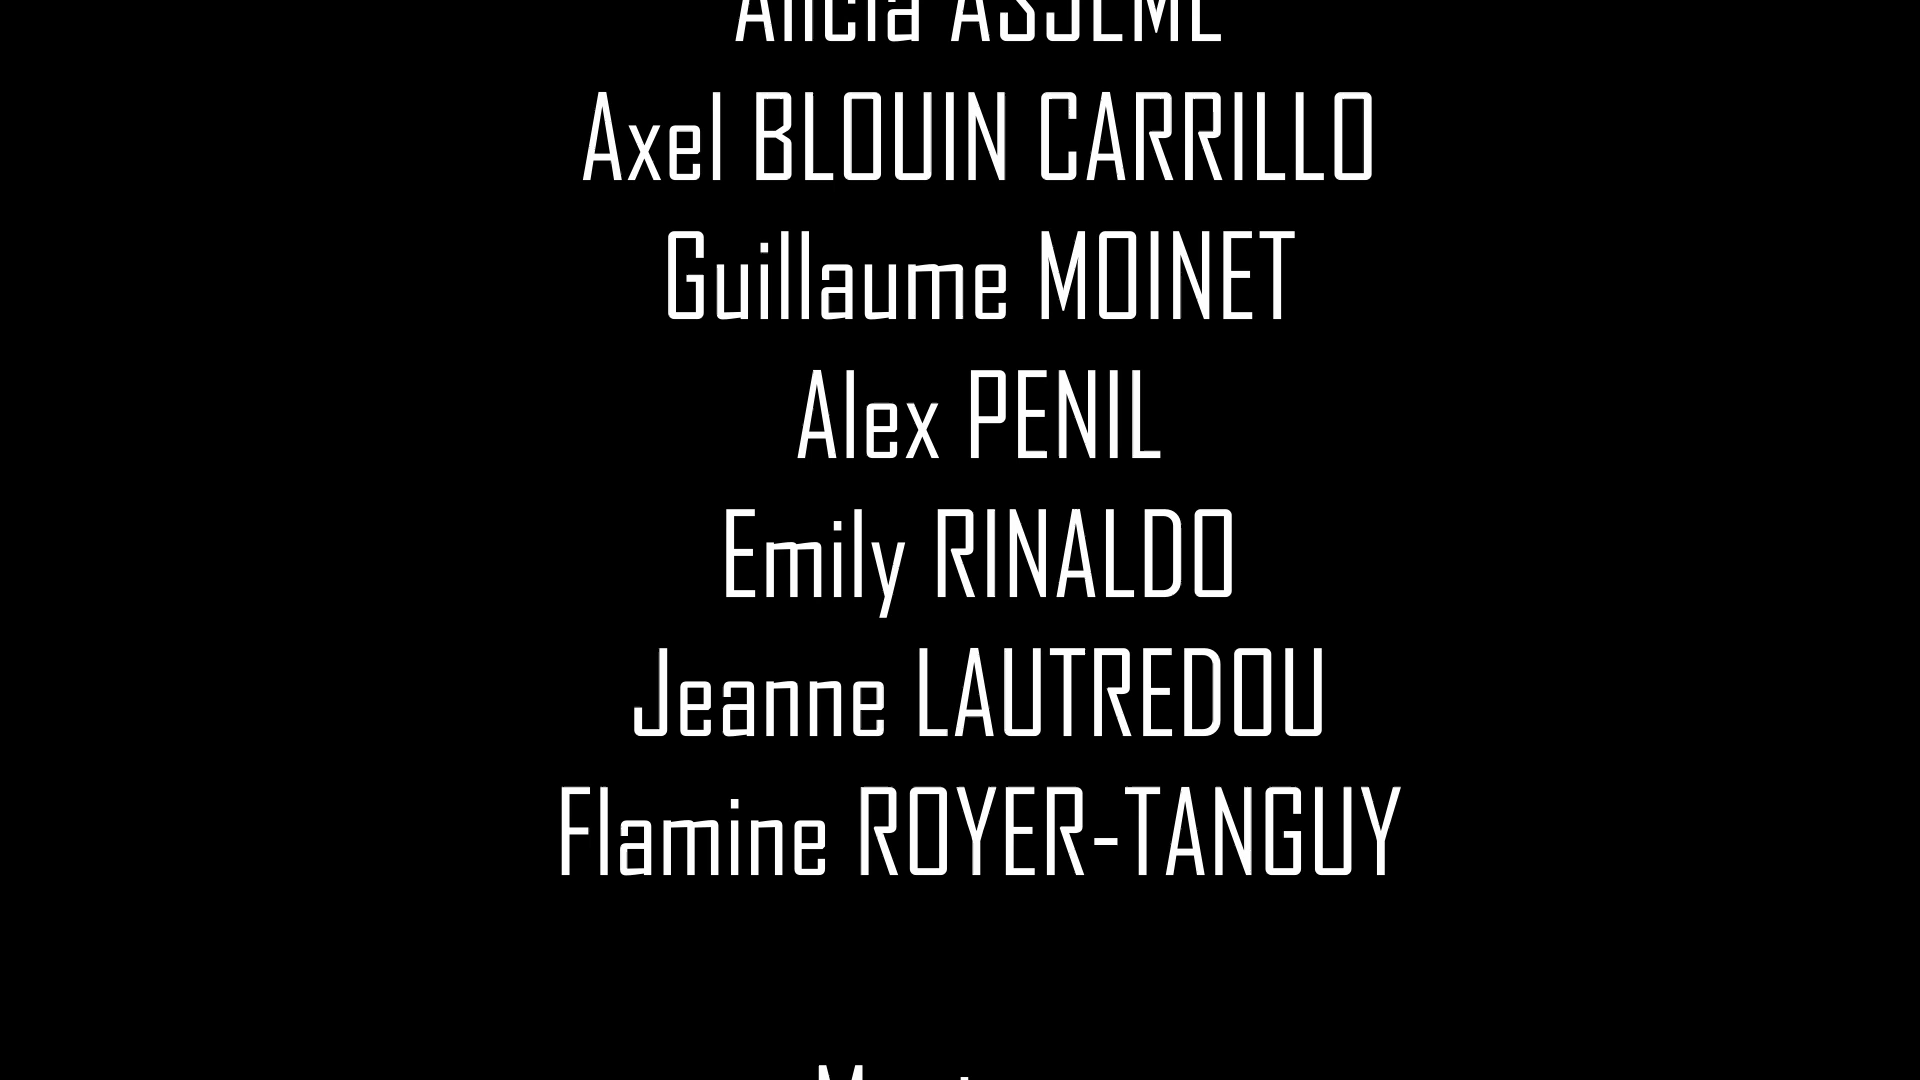 Axel BLOUIN CARRILLO
Guillaume MOINET
Alex PENIL
Emily RINALDO
Jeanne LAUTREDOU
Flamine ROYER-TANGUY